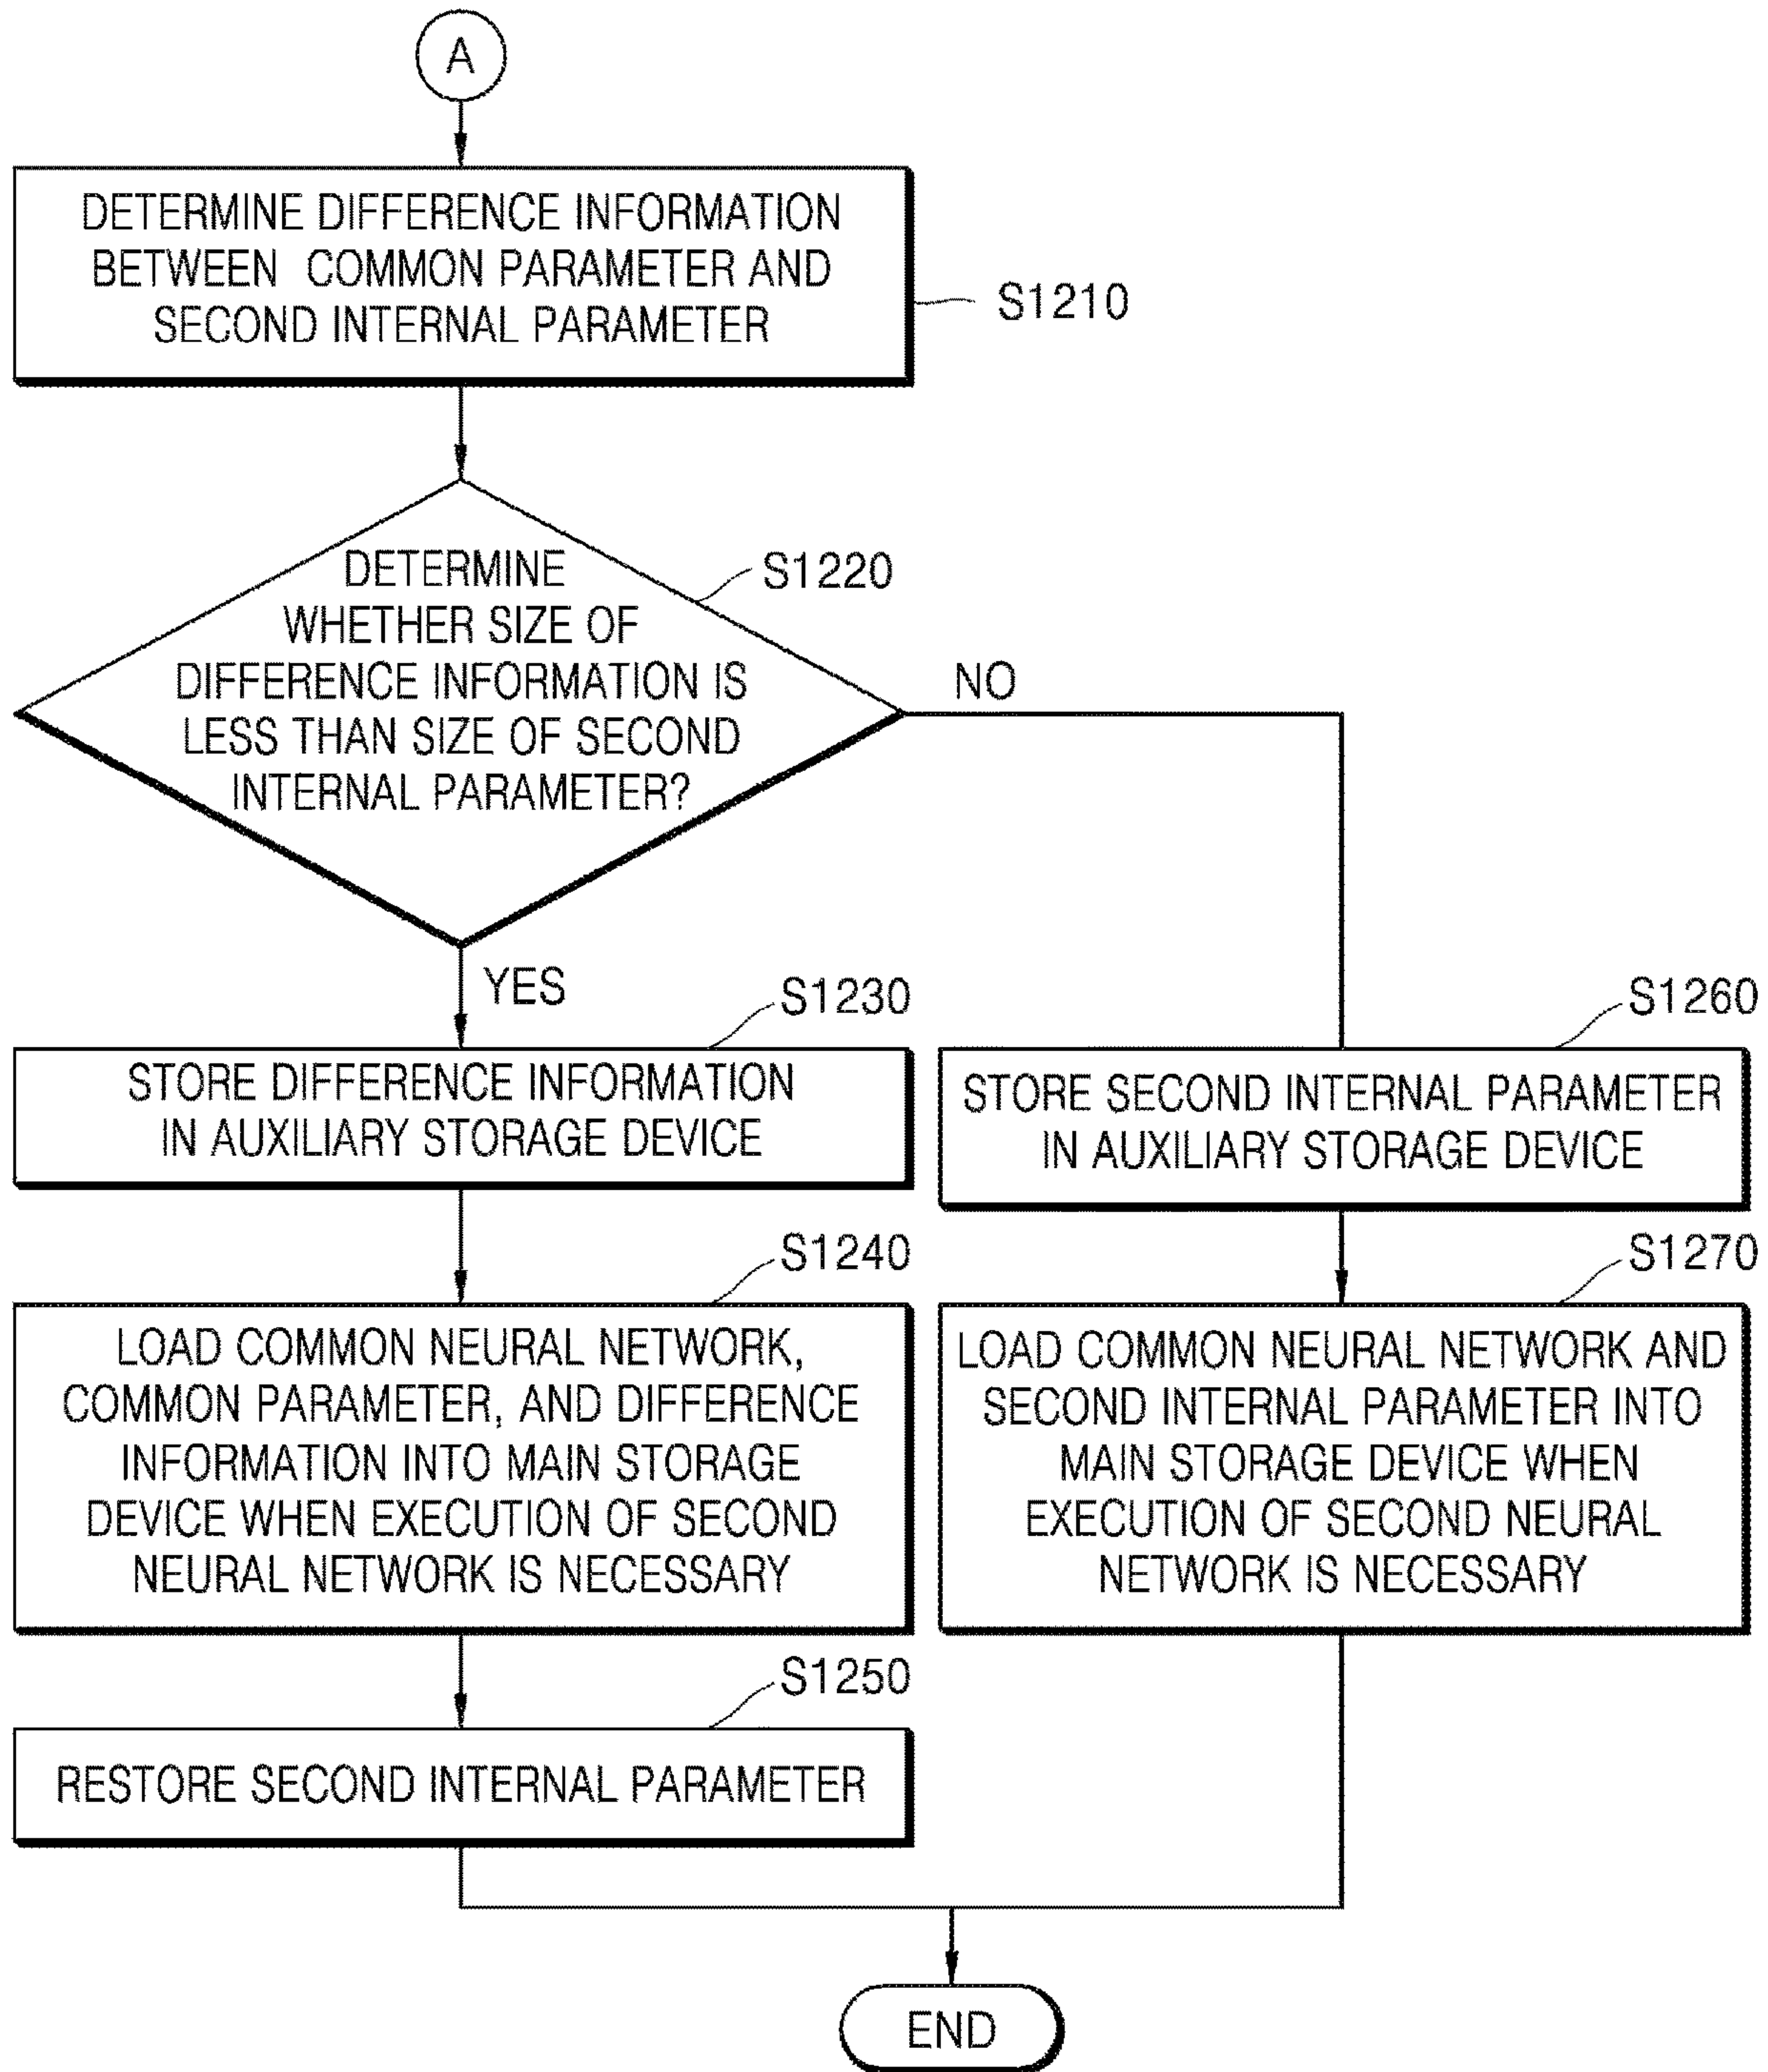 A
DETERMINE DIFFERENCE INFORMATION
BETWEEN COMMON PARAMETER AND
SECOND INTERNAL PARAMETER
S1210
DETERMINE
WHETHER SIZE OF
DIFFERENCE INFORMATION IS
LESS THAN SIZE OF SECOND
INTERNAL PARAMETER?
S1220
NO
YES
S1230
STORE DIFFERENCE INFORMATION
IN AUXILIARY STORAGE DEVICE
S1260
STORE SECOND INTERNAL PARAMETER
IN AUXILIARY STORAGE DEVICE
S1240
LOAD COMMON NEURAL NETWORK,
COMMON PARAMETER, AND DIFFERENCE
INFORMATION INTO MAIN STORAGE
DEVICE WHEN EXECUTION OF SECOND
NEURAL NETWORK IS NECESSARY
S1270
LOAD COMMON NEURAL NETWORK AND
SECOND INTERNAL PARAMETER INTO
MAIN STORAGE DEVICE WHEN
EXECUTION OF SECOND NEURAL
NETWORK IS NECESSARY
S1250
RESTORE SECOND INTERNAL PARAMETER
END